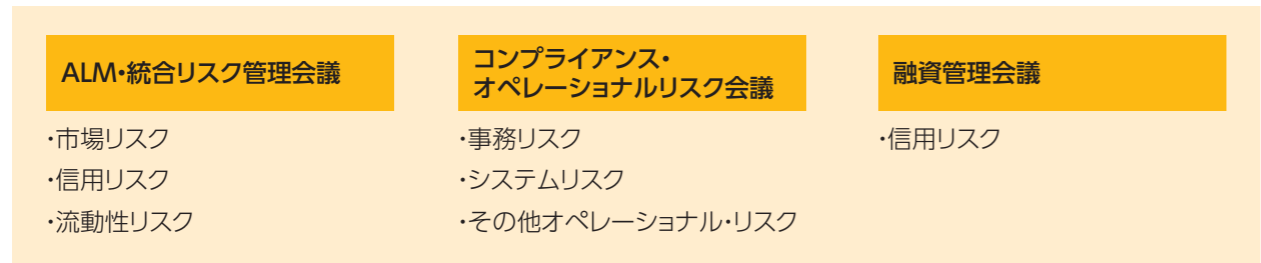 ALM・統合リスク管理会議
・市場リスク
・信用リスク
・流動性リスク
コンプライアンス・
オペレーショナルリスク会議
・事務リスク
・システムリスク
・その他オペレーショナル・リスク
融資管理会議
・信用リスク